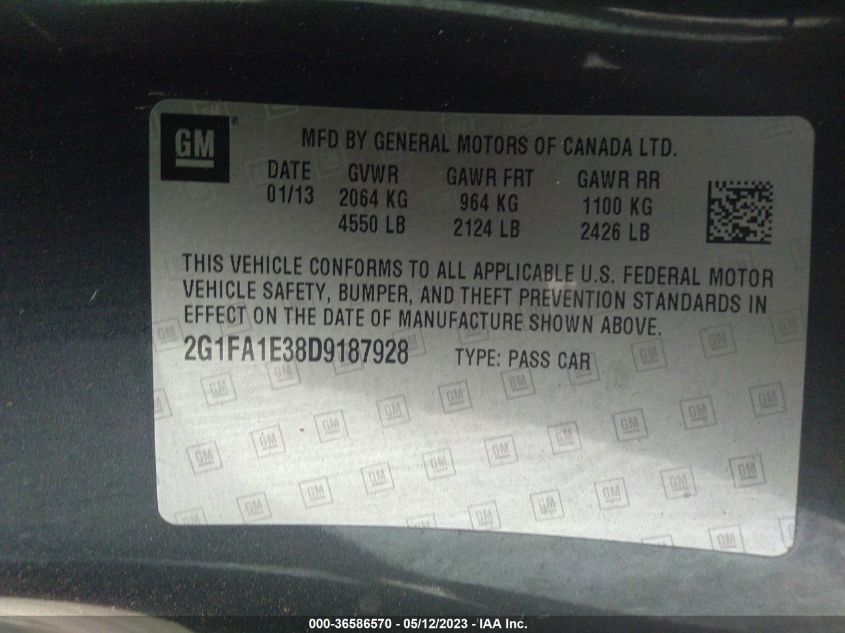 GM ®
MFD BY GENERAL MOTORS OF CANADA LTD.
DATE GVWR GAWR FRT GAWR RR
01/13 2064 KG 964 KG 1100 KG
4550 LB 2124 LB 2426 LB
THIS VEHICLE CONFORMS TO ALL APPLICABLE U.S. FEDERAL MOTOR
VEHICLE SAFETY, BUMPER, AND THEFT PREVENTION STANDARDS IN
EFFECT ON THE DATE OF MANUFACTURE SHOWN ABOVE.
2G1FA1E38D9187928 TYPE: PASS CAR
000-36586570 - 05/12/2023 - IAA Inc.